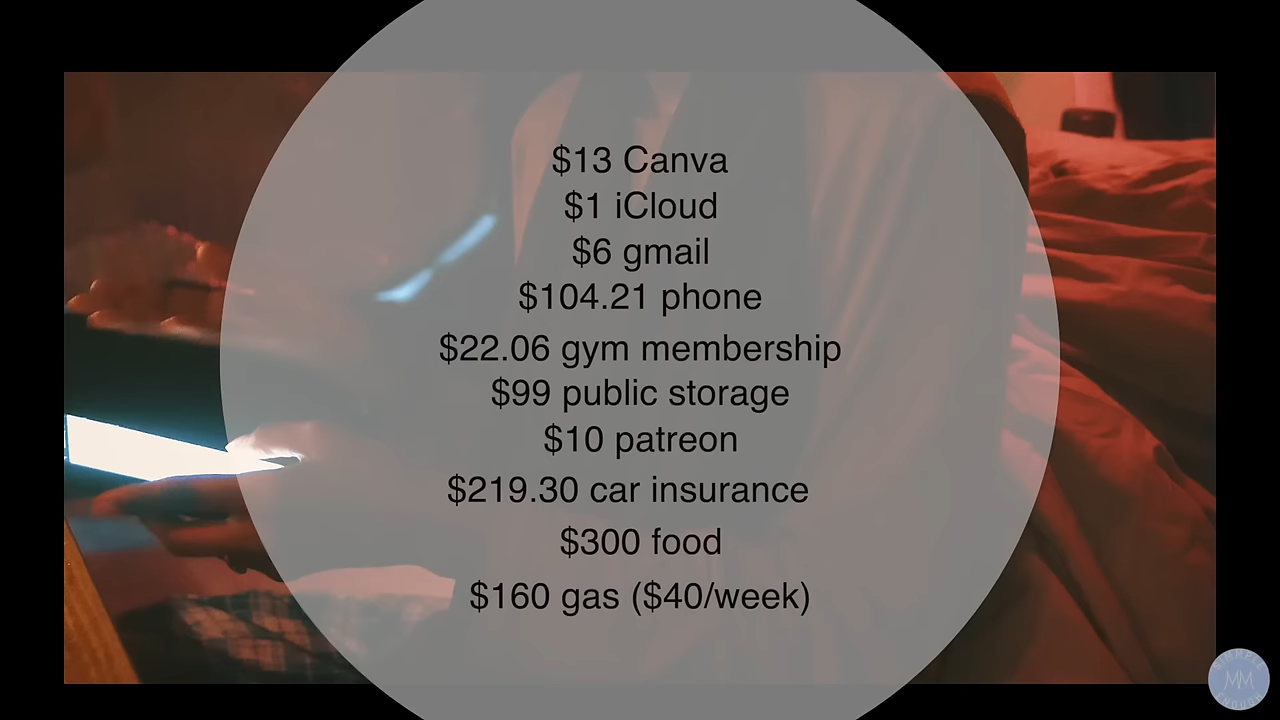 $13 Canva
$1 iCloud
$6 gmail
$104.21 phone
$22.06 gym membership
$99 public storage
$10 patreon
$219.30 car insurance
$300 food
$160 gas ($40/week)
MM